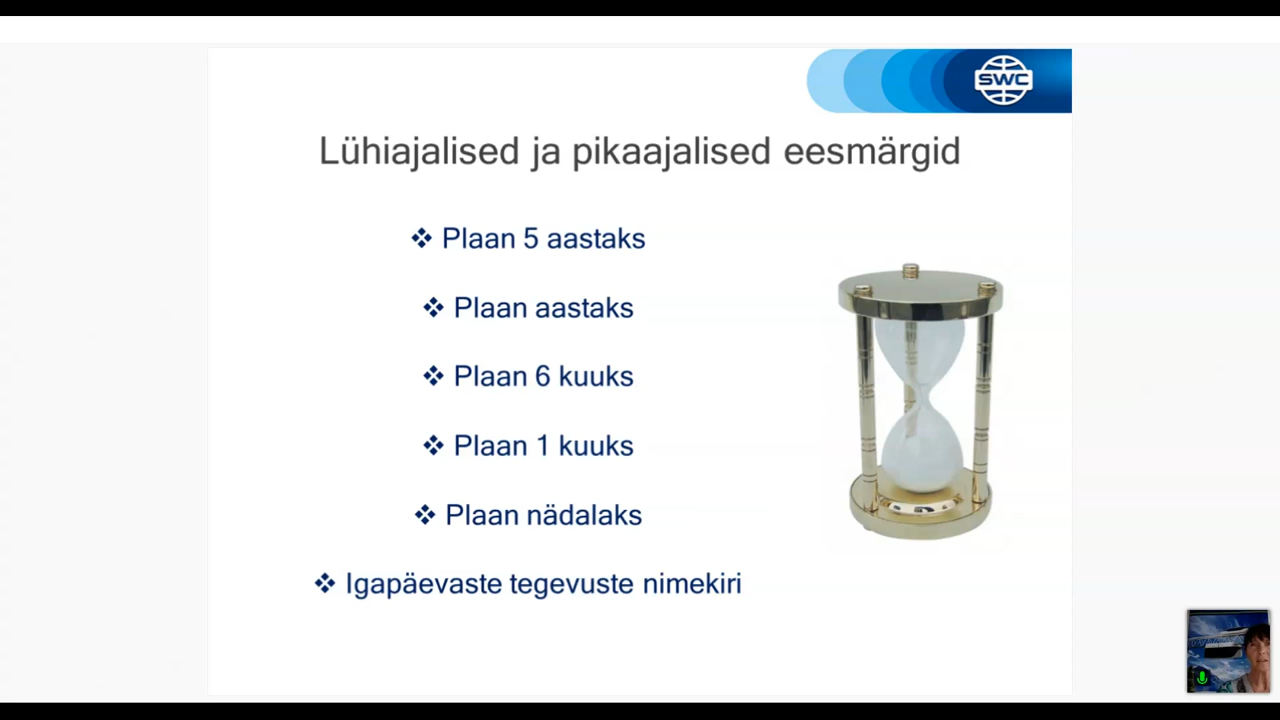 SWC
Lühiajalised ja pikaajalised eesmärgid
❖ Plaan 5 aastaks
❖ Plaan aastaks
❖ Plaan 6 kuuks
❖ Plaan 1 kuuks
❖ Plaan nädalaks
❖ Igapäevaste tegevuste nimekiri